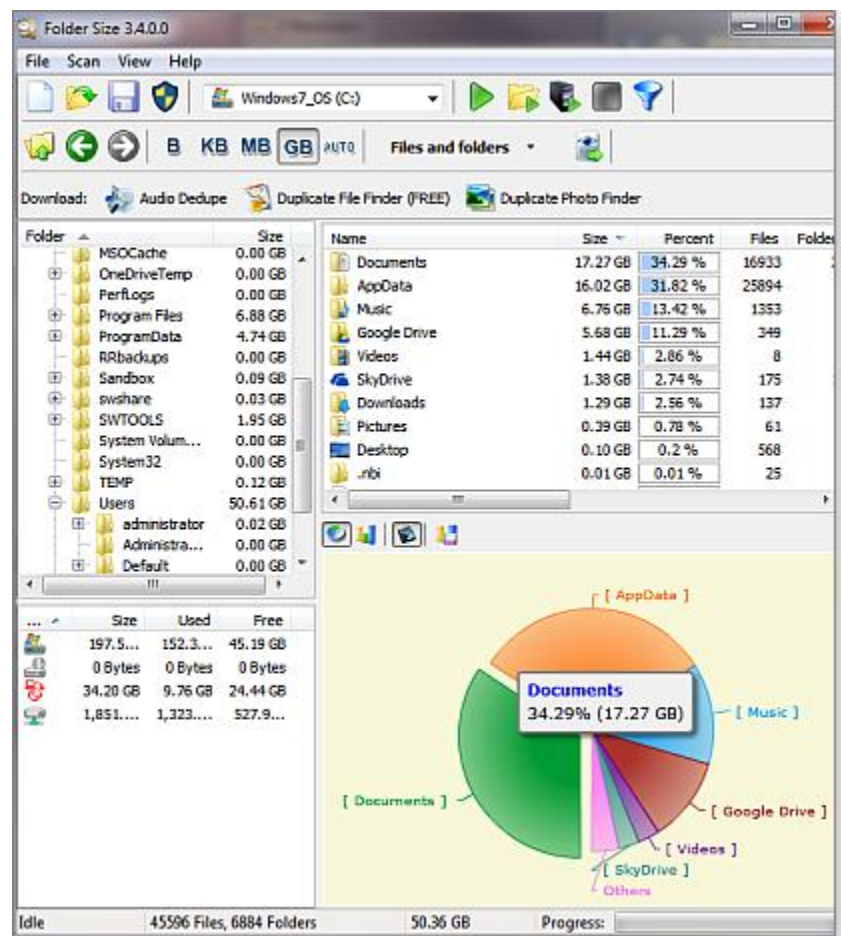 Folder Size 3.4.0.0
File Scan View Help
Windows7_OS (C:)
B KB MB GB AUTO Files and folders
Download: Audio Dedupe Duplicate File Finder (FREE) Duplicate Photo Finder
Folder Size
MSOCache 0.00 GB
OneDriveTemp 0.00 GB
PerfLogs 0.00 GB
Program Files 6.88 GB
ProgramData 4.74 GB
RRbackups 0.00 GB
Sandbox 0.09 GB
swshare 0.03 GB
SWTOOLS 1.95 GB
System Volum... 0.00 GB
System32 0.00 GB
TEMP 0.12 GB
Users 50.61 GB
administrator 0.02 GB
Administra... 0.00 GB
Default 0.00 GB
Name Size Percent Files Folder
Documents 17.27 GB 34.29 % 16933
AppData 16.02 GB 31.82 % 25894
Music 6.76 GB 13.42 % 1353
Google Drive 5.68 GB 11.29 % 349
Videos 1.44 GB 2.86 % 8
SkyDrive 1.38 GB 2.74 % 175
Downloads 1.29 GB 2.56 % 137
Pictures 0.39 GB 0.78 % 61
Desktop 0.10 GB 0.2 % 568
.nbi 0.01 GB 0.01 % 25
... Size Used Free
197.5... 152.3... 45.19 GB
0 Bytes 0 Bytes 0 Bytes
34.20 GB 9.76 GB 24.44 GB
1,851.... 1,323.... 527.9...
[ AppData ]
Documents
34.29% (17.27 GB)
[ Music ]
[ Documents ]
[ Google Drive ]
[ Videos ]
[ SkyDrive ]
Others
Idle 45596 Files, 6884 Folders 50.36 GB Progress: